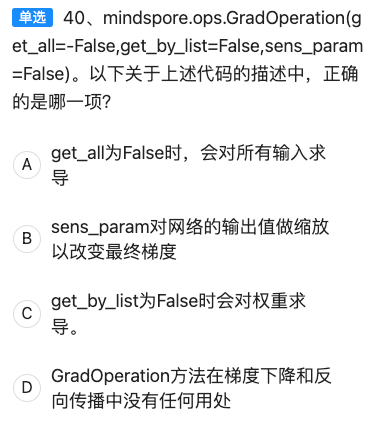 单选 40、mindspore.ops.GradOperation(g
et_all=-False,get_by_list=False,sens_param
=False)。以下关于上述代码的描述中，正确
的是哪一项?
A get_all为False时，会对所有输入求
导
B sens_param对网络的输出值做缩放
以改变最终梯度
C get_by_list为False时会对权重求
导。
D GradOperation方法在梯度下降和反
向传播中没有任何用处